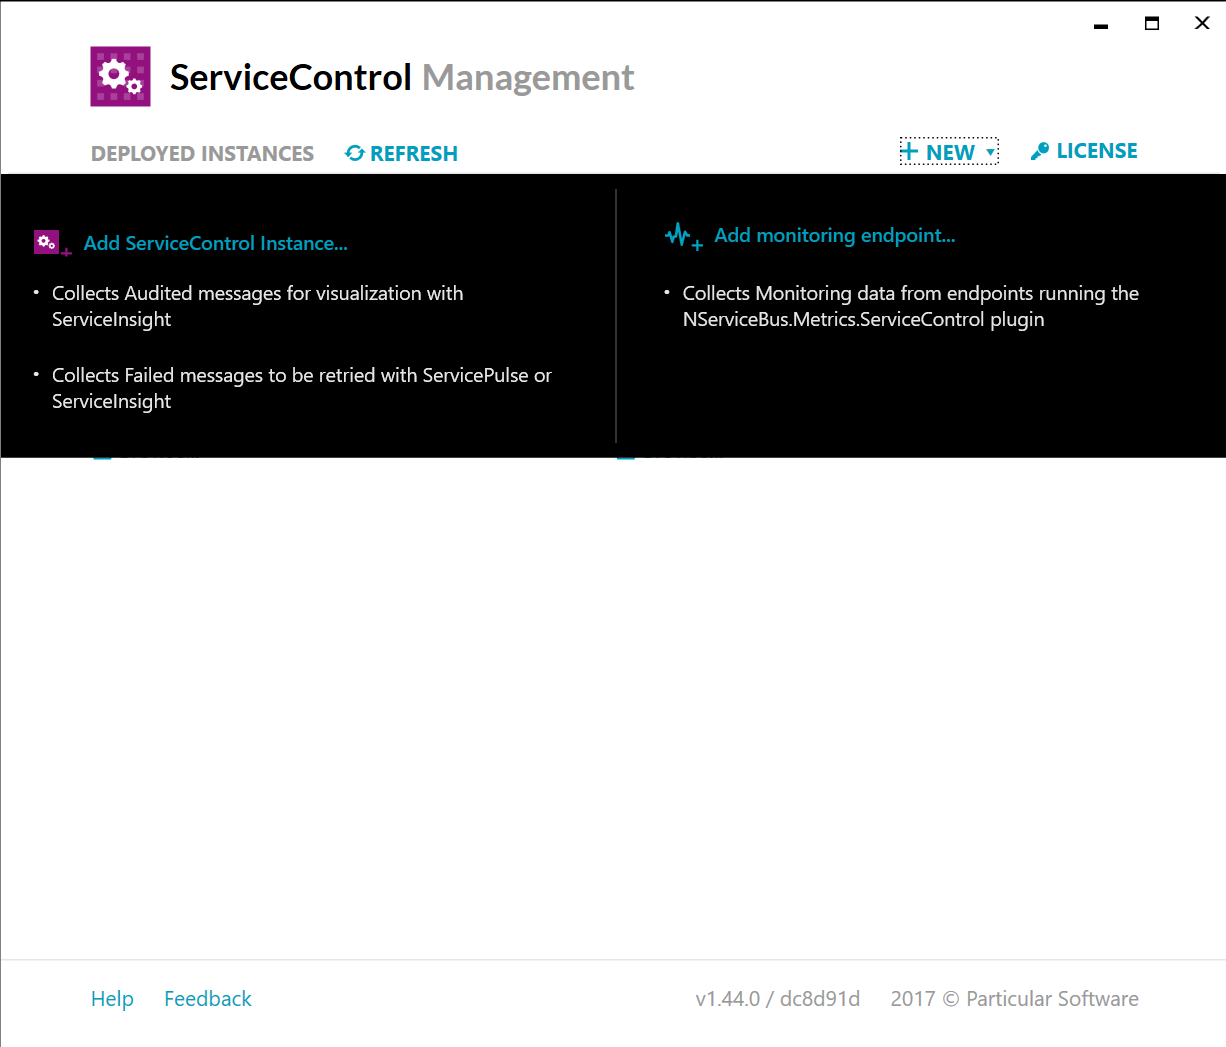 ServiceControl Management
DEPLOYED INSTANCES REFRESH NEW LICENSE
Add ServiceControl Instance...
• Collects Audited messages for visualization with
ServiceInsight
• Collects Failed messages to be retried with ServicePulse or
ServiceInsight
Add monitoring endpoint...
• Collects Monitoring data from endpoints running the
NServiceBus.Metrics.ServiceControl plugin
Help Feedback v1.44.0 / dc8d91d 2017 © Particular Software